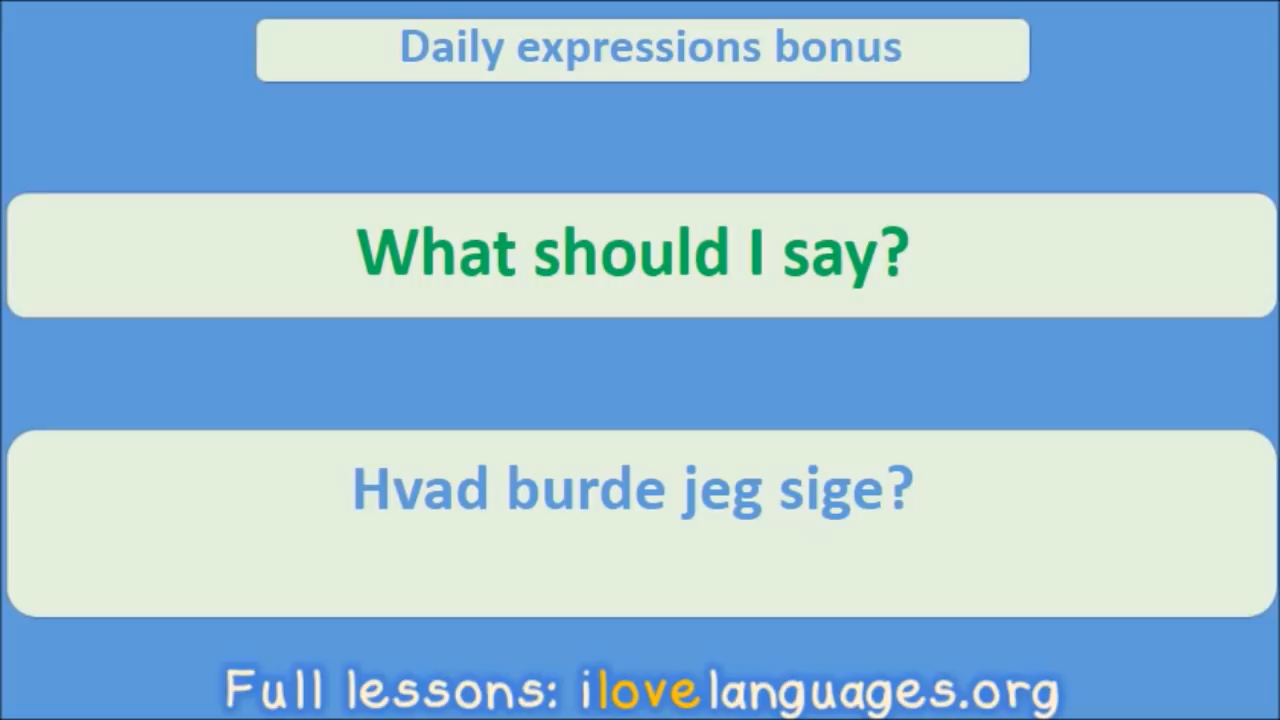 Daily expressions bonus
What should I say?
Hvad burde jeg sige?
Full lessons: ilovelanguages.org